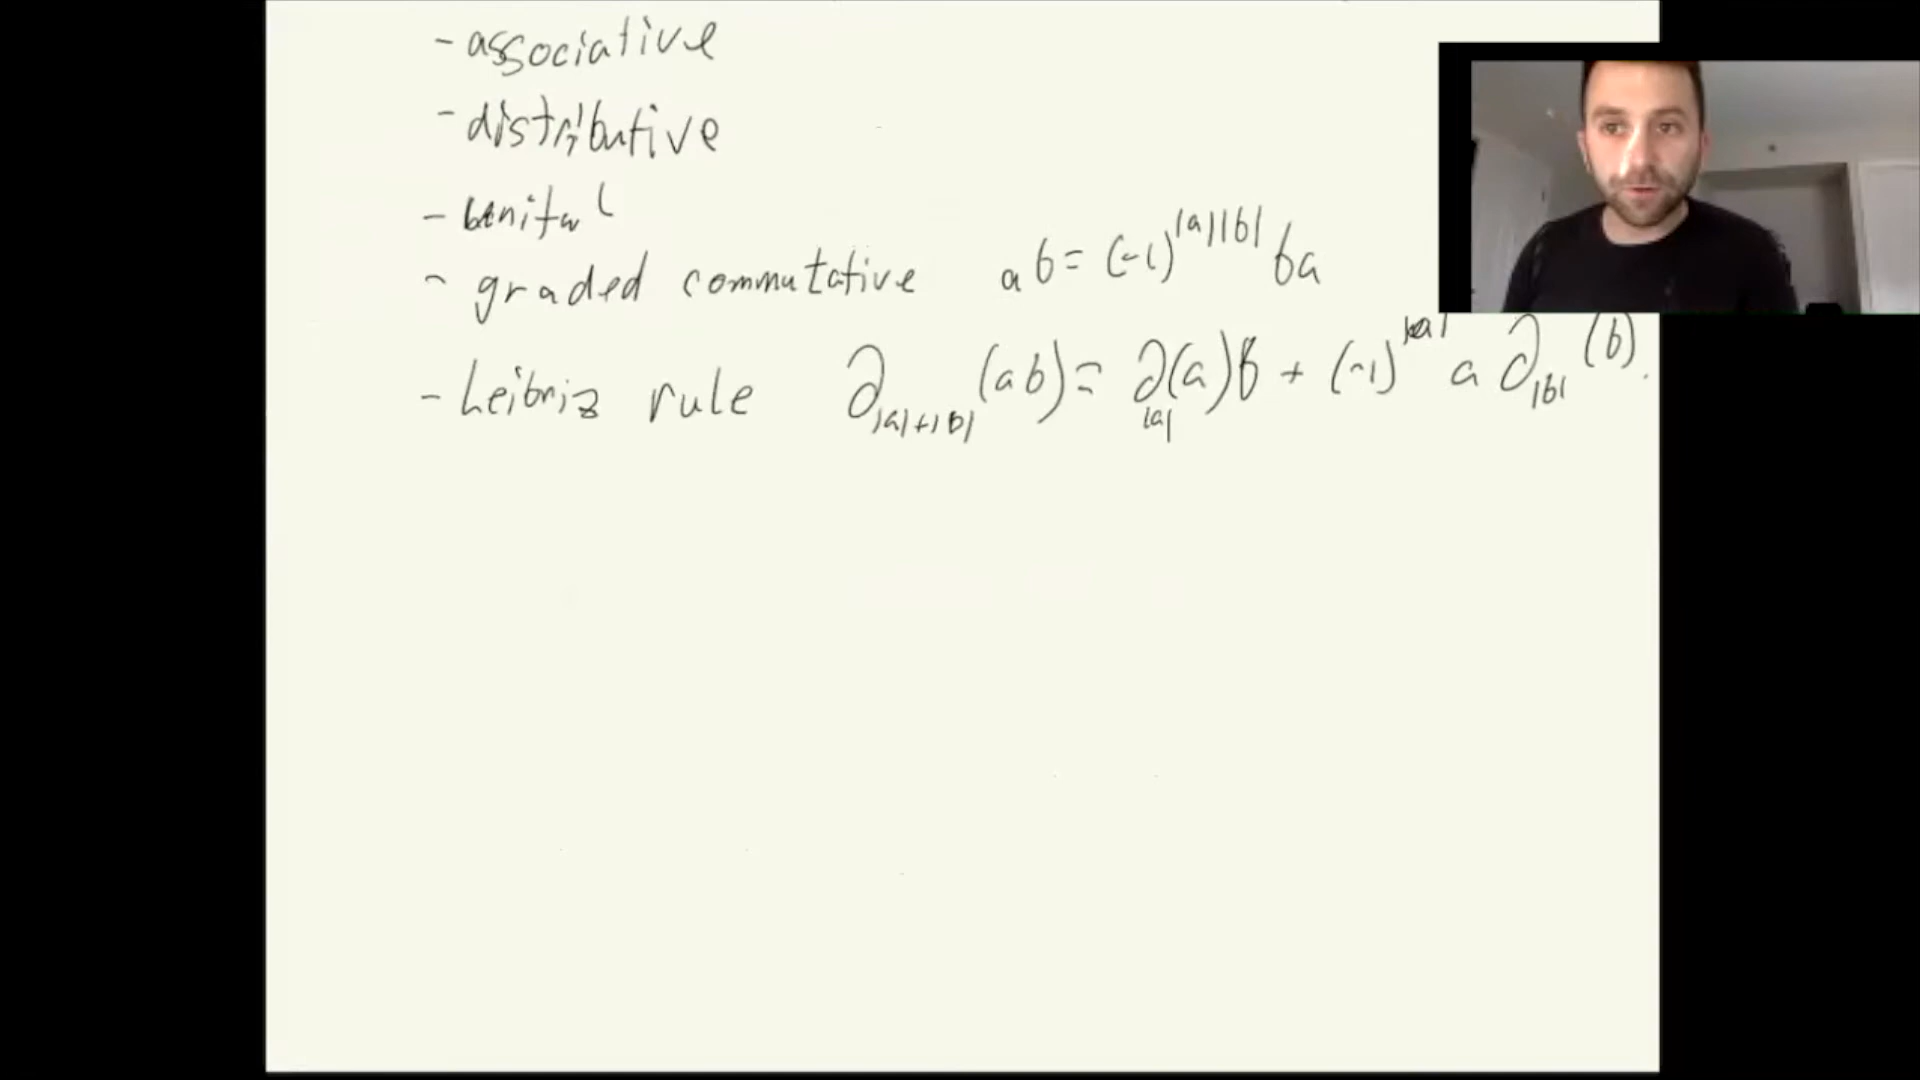 - associative
- distributive
- unital
- graded commutative ab = (-1)^{|a||b|} ba
- Leibniz rule ∂_{|a|+|b|} (ab) = ∂_{|a|}(a)b + (-1)^{|a|} a ∂_{|b|}(b).